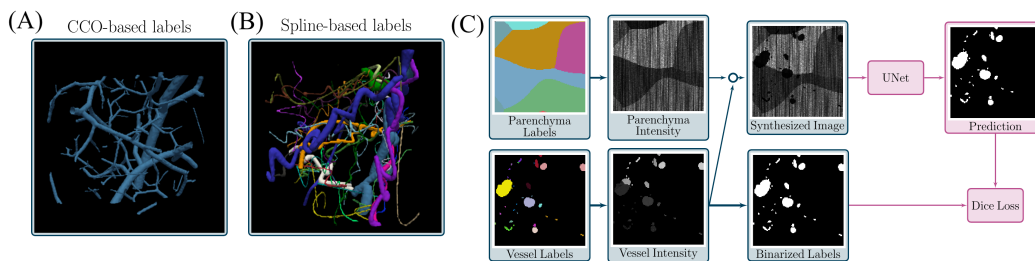 (A)
CCO-based labels
(B)
Spline-based labels
(C)
Parenchyma
Labels
Parenchyma
Intensity
Synthesized Image
UNet
Prediction
Vessel Labels
Vessel Intensity
Binarized Labels
Dice Loss